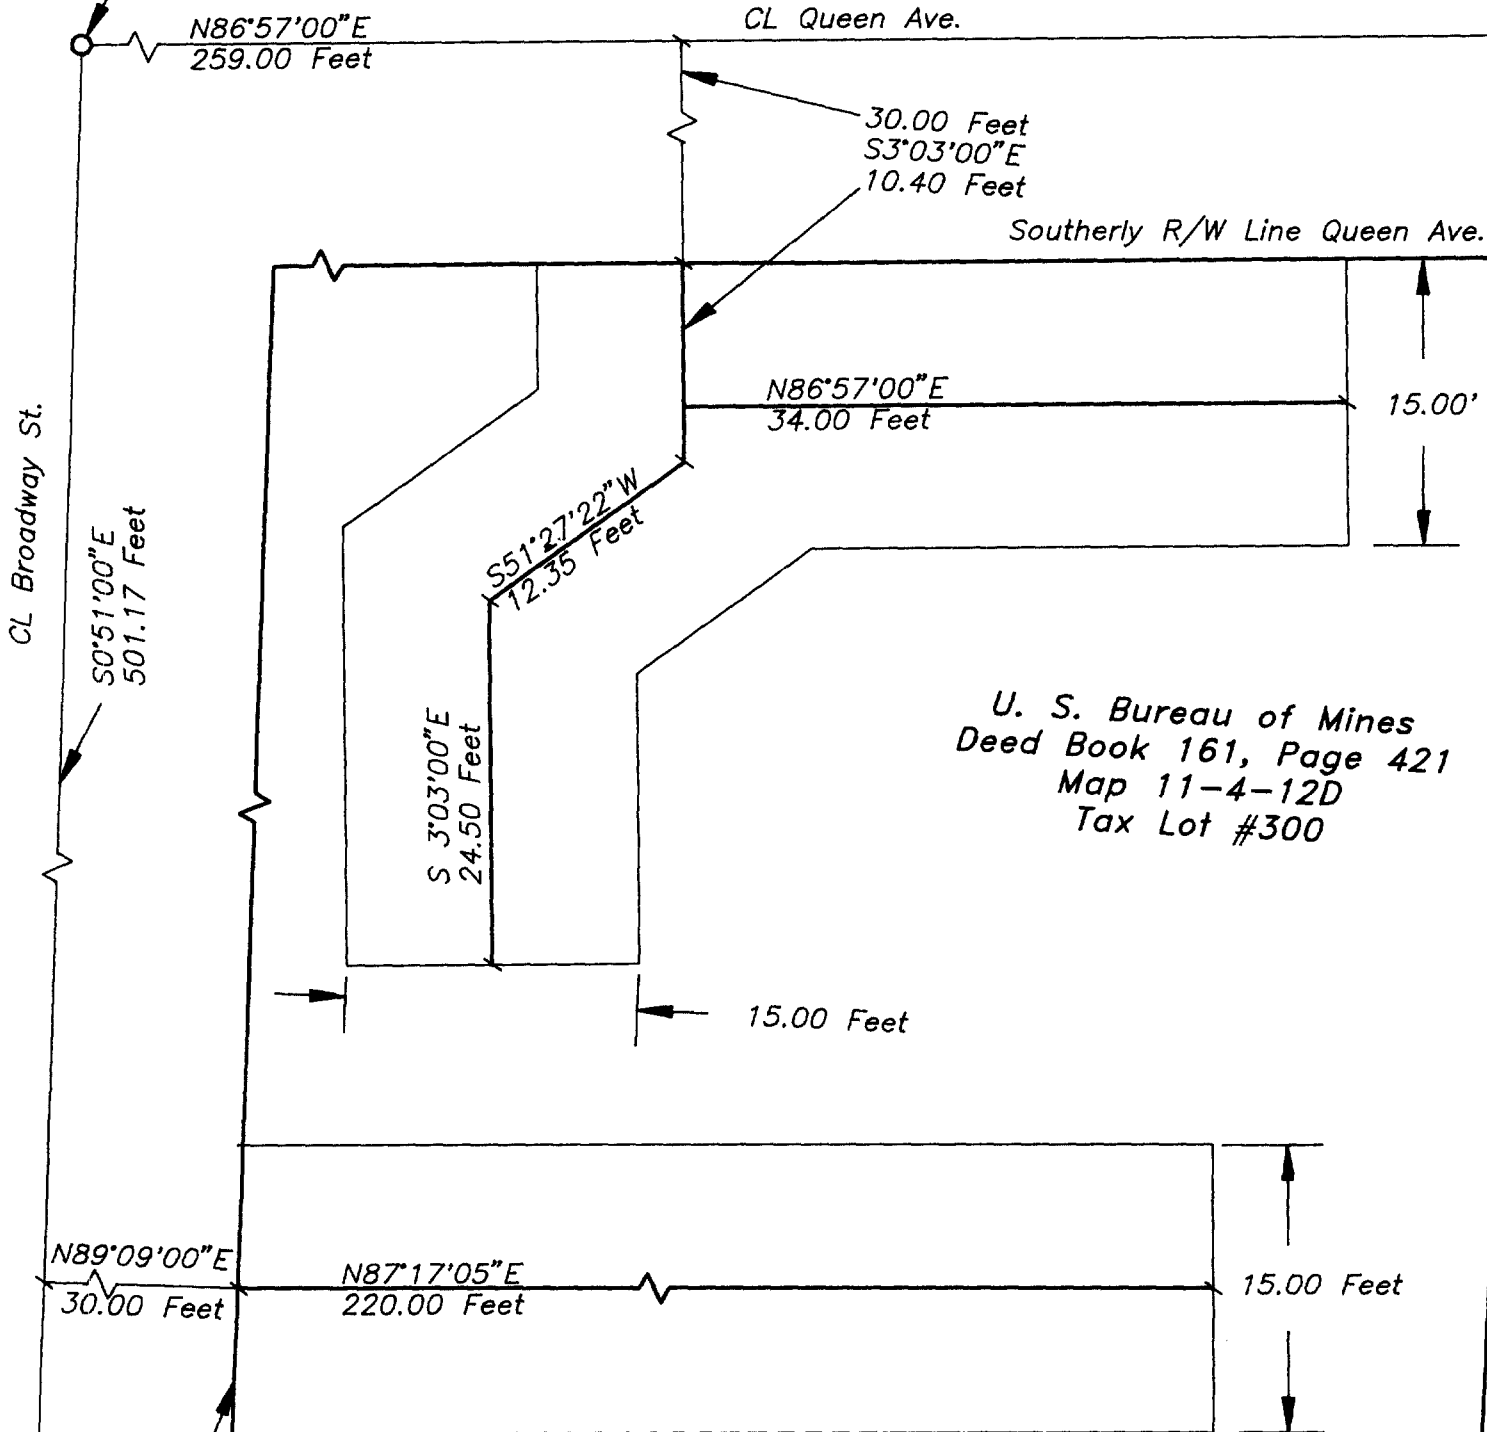 N86°57'00"E
259.00 Feet
CL Queen Ave.
30.00 Feet
S3°03'00"E
10.40 Feet
Southerly R/W Line Queen Ave.
N86°57'00"E
34.00 Feet
15.00'
CL Broadway St.
S0°51'00"E
501.17 Feet
S51°27'22"W
12.35 Feet
S 3°03'00"E
24.50 Feet
U. S. Bureau of Mines
Deed Book 161, Page 421
Map 11-4-12D
Tax Lot #300
15.00 Feet
N89°09'00"E
30.00 Feet
N87°17'05"E
220.00 Feet
15.00 Feet